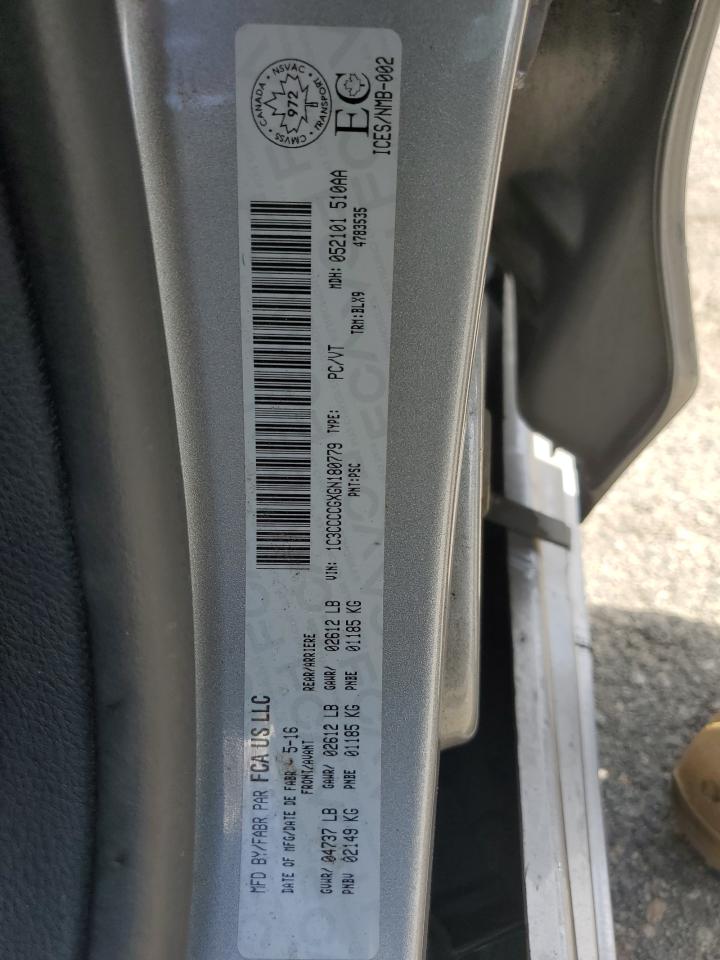 MFD BY/FABR PAR FCA US LLC
DATE OF MFG/DATE DE FABR 5-16
FRONT/AVANT REAR/ARRIERE
GVWR/ 04737 LB GAWR/ 02612 LB GAWR/ 02612 LB
PNBV 02149 KG PNBE 01185 KG PNBE 01185 KG
VIN: 1C3CCCCGXGN180779 TYPE: PC/VT MDH: 052101 510AA
PNT:PSC TRM:BLX9 4783535
CANADA • NSVAC • TRANSPORT • CMVSS •
972
EC
ICES/NMB-002